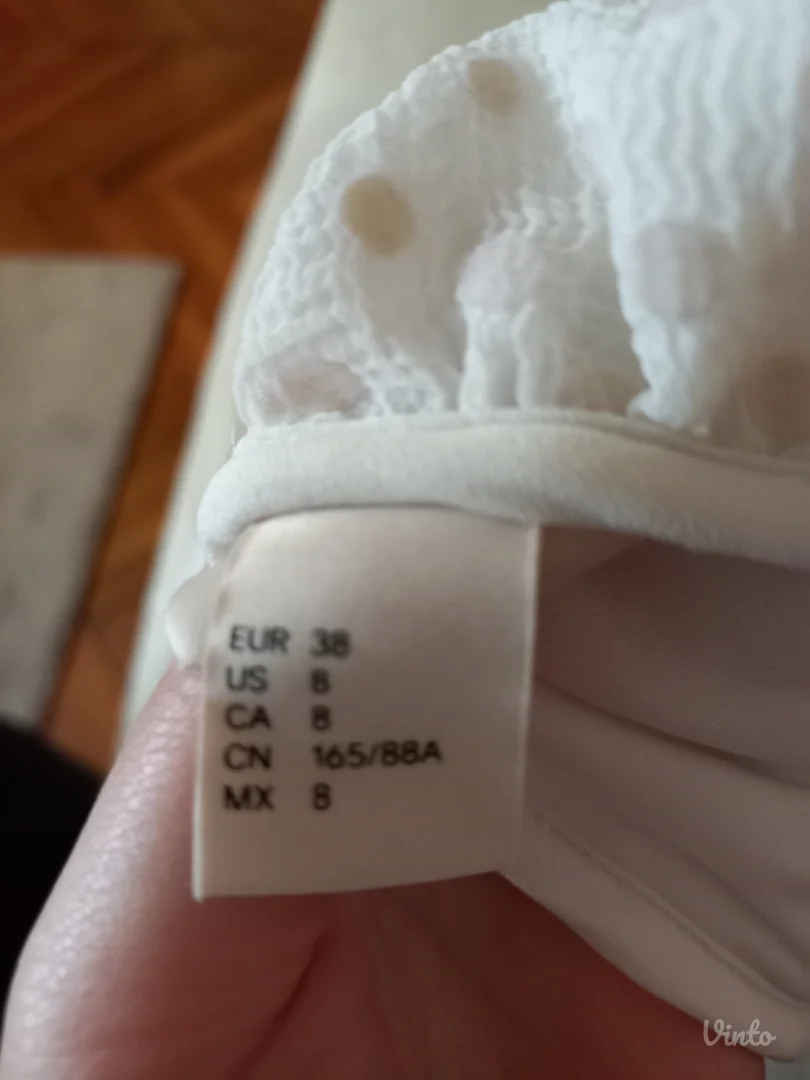 EUR 38
US 8
CA 8
CN 165/88A
MX 8
Vinto